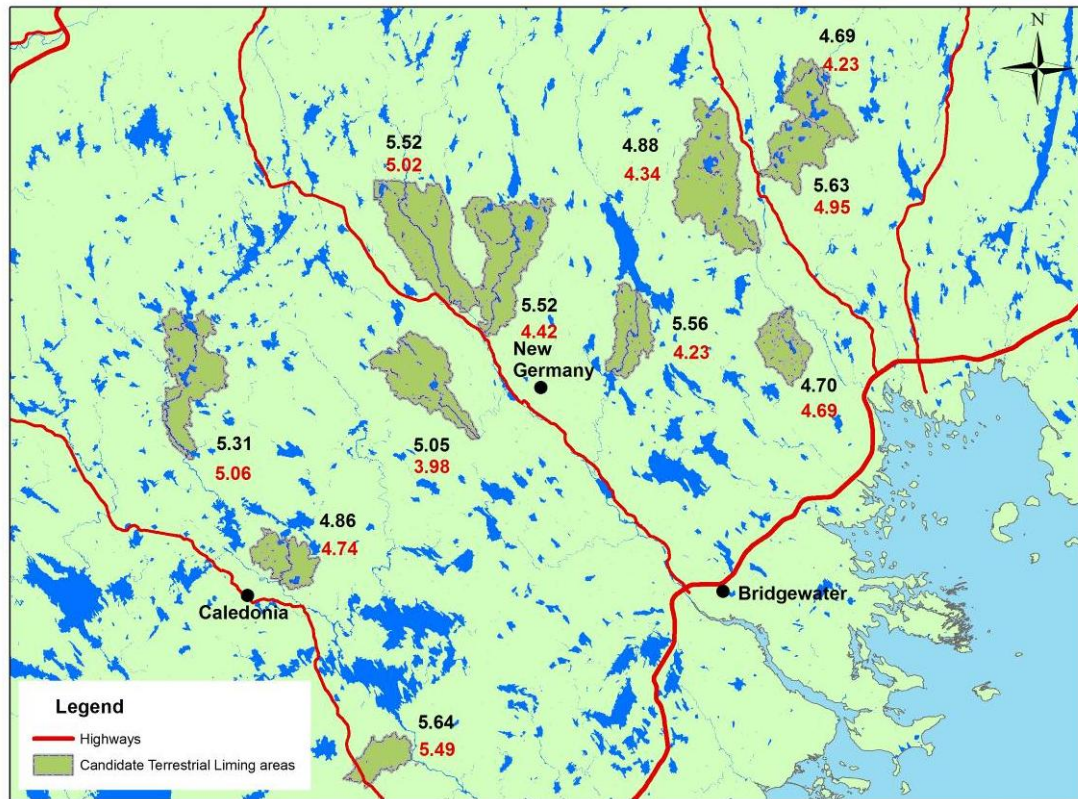 N
4.69
4.23
5.52
5.02
4.88
4.34
5.63
4.95
5.52
4.42
New
Germany
5.56
4.23
4.70
4.69
5.31
5.06
5.05
3.98
4.86
4.74
Caledonia
Bridgewater
5.64
5.49
Legend
Highways
Candidate Terrestrial Liming areas